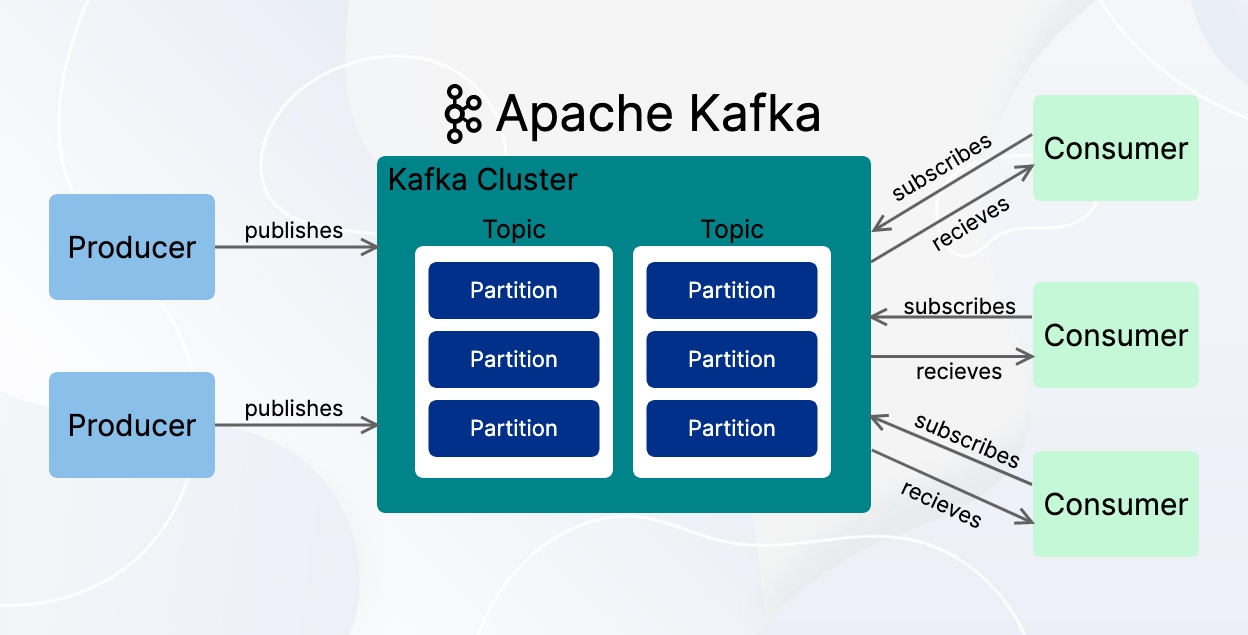 Apache Kafka
Kafka Cluster
Producer
publishes
Producer
publishes
Topic
Partition
Partition
Partition
Topic
Partition
Partition
Partition
subscribes
recieves
Consumer
subscribes
recieves
Consumer
subscribes
recieves
Consumer